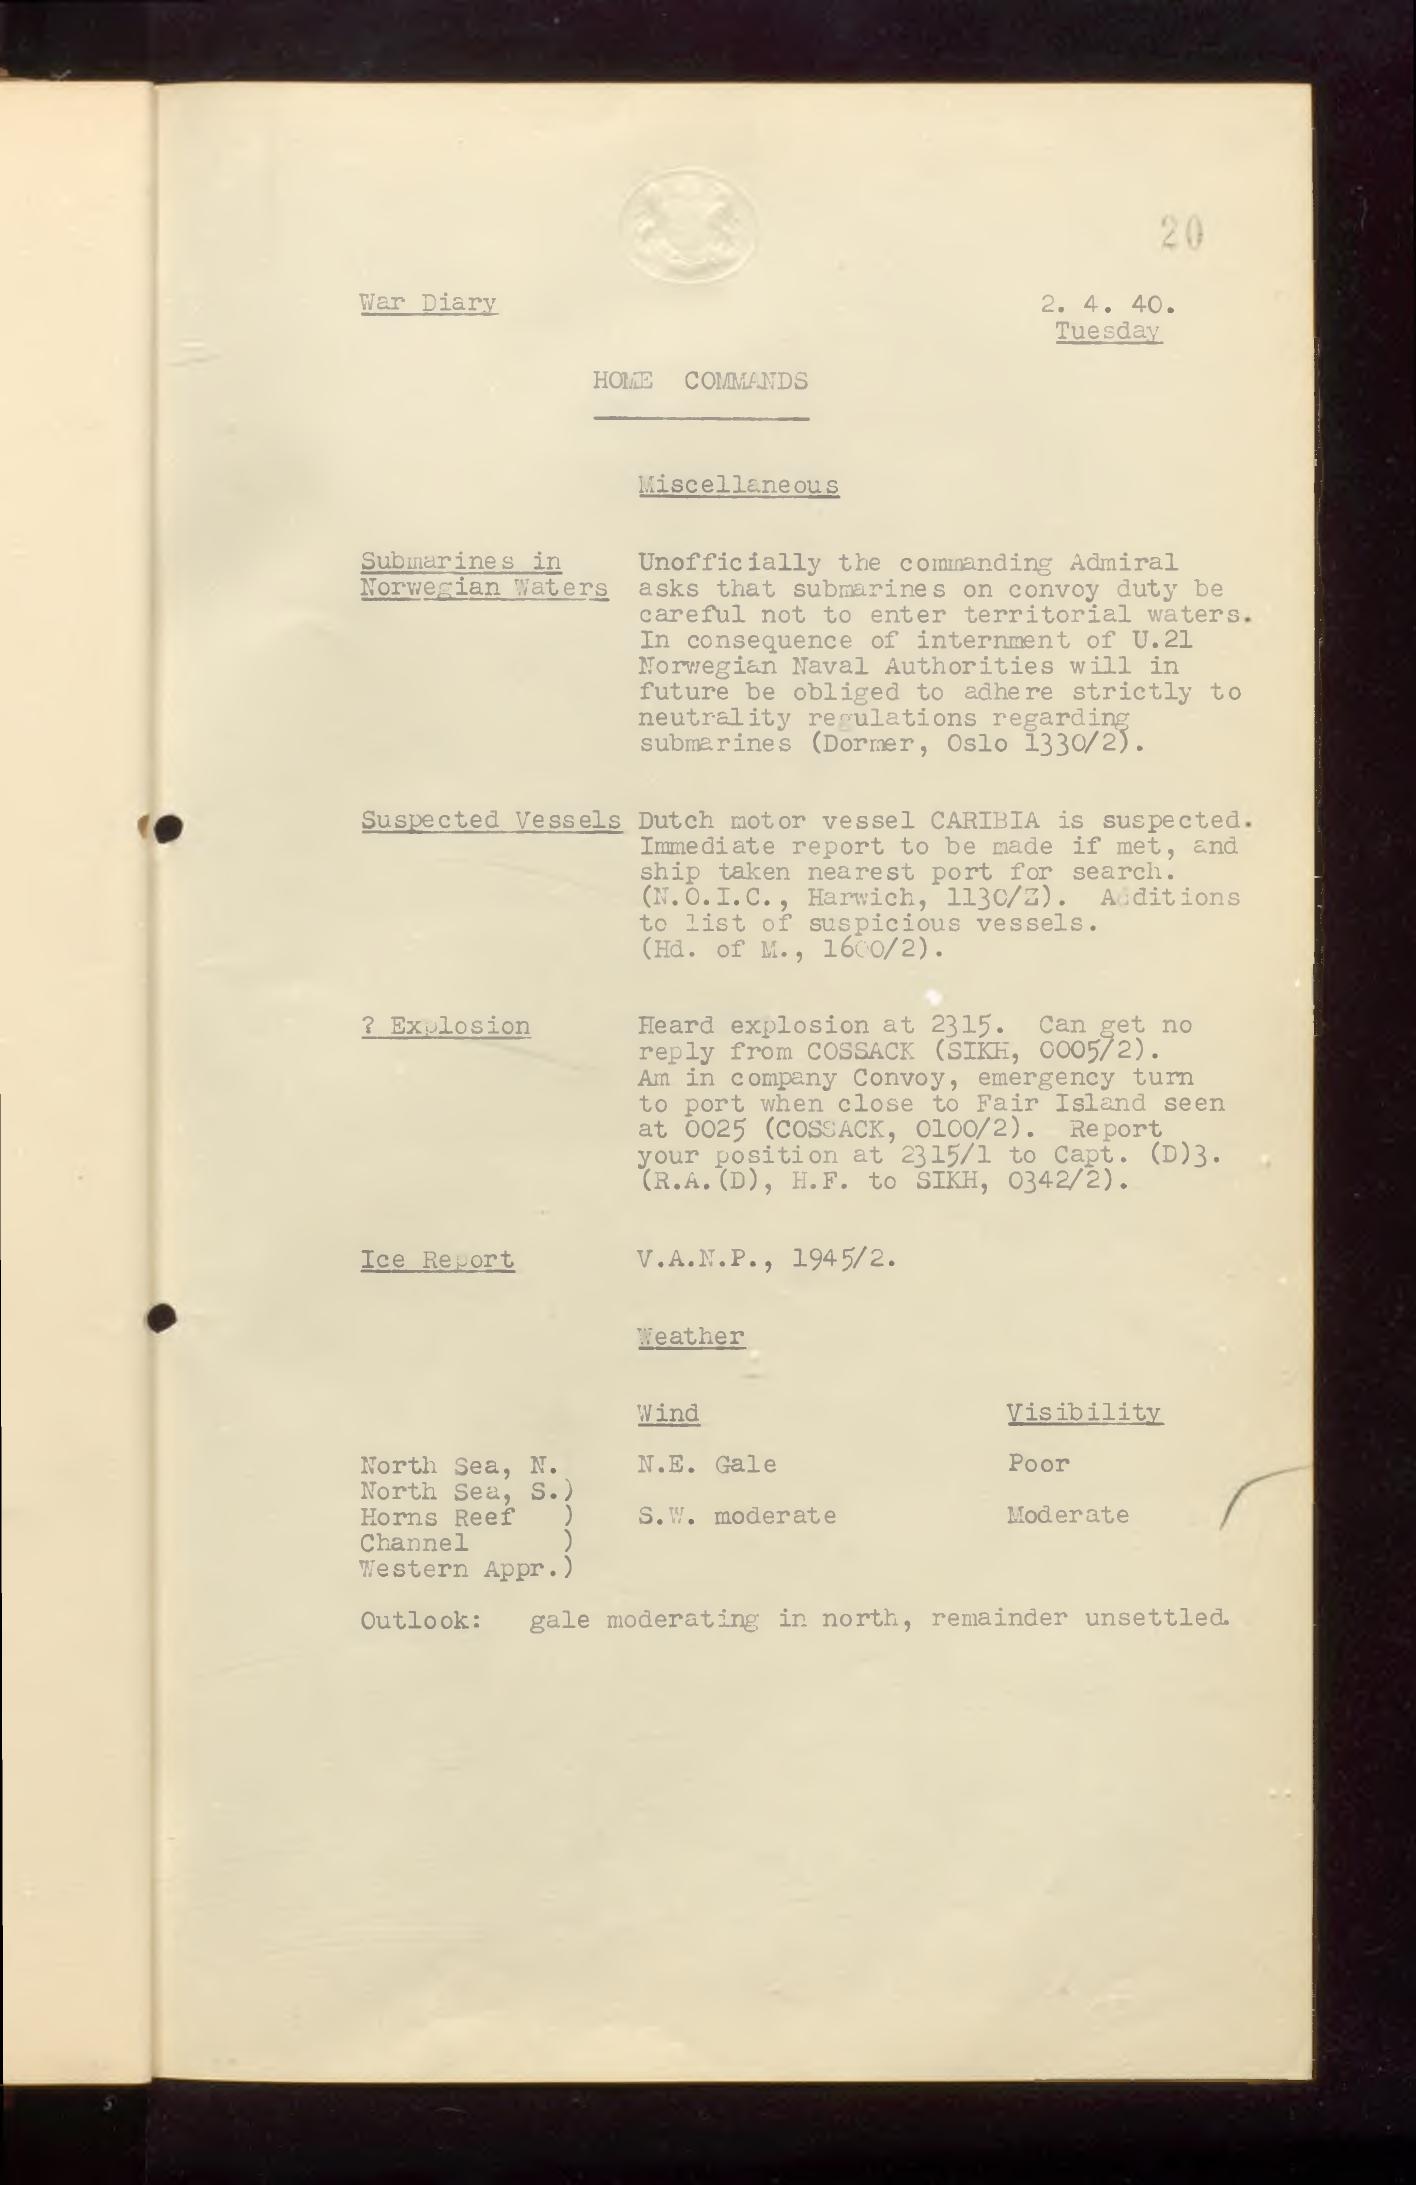 20
War Diary 2. 4. 40.
Tuesday
HOME COMMANDS
Miscellaneous
Submarines in Unofficially the commanding Admiral
Norwegian Waters asks that submarines on convoy duty be
careful not to enter territorial waters.
In consequence of internment of U.21
Norwegian Naval Authorities will in
future be obliged to adhere strictly to
neutrality regulations regarding
submarines (Dormer, Oslo 1330/2).
Suspected Vessels Dutch motor vessel CARIBIA is suspected.
Immediate report to be made if met, and
ship taken nearest port for search.
(N.O.I.C., Harwich, 1130/Z). Additions
to list of suspicious vessels.
(Hd. of M., 1600/2).
? Explosion Heard explosion at 2315. Can get no
reply from COSSACK (SIKH, 0005/2).
Am in company Convoy, emergency turn
to port when close to Fair Island seen
at 0025 (COSSACK, 0100/2). Report
your position at 2315/1 to Capt. (D)3.
(R.A.(D), H.F. to SIKH, 0342/2).
Ice Report V.A.N.P., 1945/2.
Weather
Wind Visibility
North Sea, N. N.E. Gale Poor
North Sea, S.)
Horns Reef ) S.W. moderate Moderate
Channel )
Western Appr.)
Outlook: gale moderating in north, remainder unsettled.